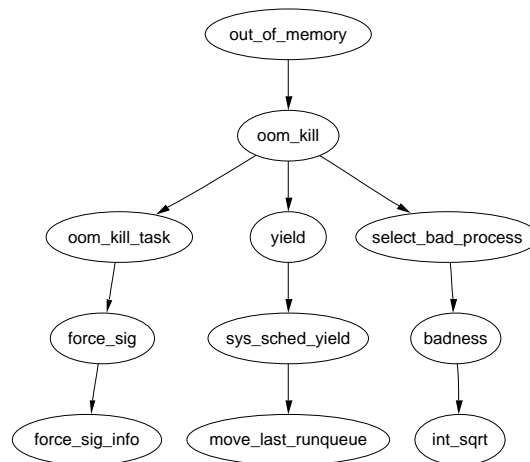 out_of_memory
oom_kill
oom_kill_task
yield
select_bad_process
force_sig
sys_sched_yield
badness
force_sig_info
move_last_runqueue
int_sqrt